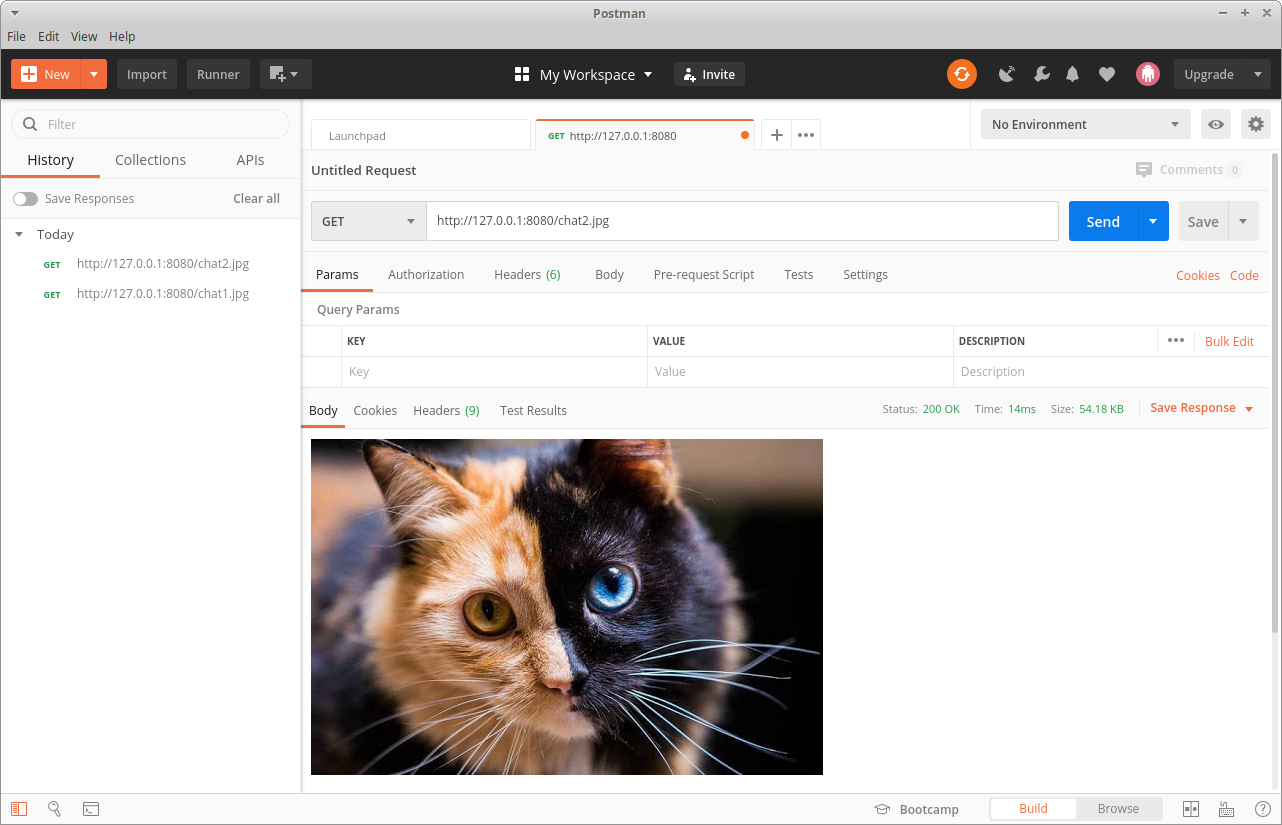 Postman
File Edit View Help
New Import Runner My Workspace Invite Upgrade
Filter
History Collections APIs
Save Responses Clear all
Today
GET http://127.0.0.1:8080/chat2.jpg
GET http://127.0.0.1:8080/chat1.jpg
Launchpad GET http://127.0.0.1:8080 No Environment
Untitled Request Comments 0
GET http://127.0.0.1:8080/chat2.jpg Send Save
Params Authorization Headers (6) Body Pre-request Script Tests Settings Cookies Code
Query Params
KEY VALUE DESCRIPTION Bulk Edit
Key Value Description
Body Cookies Headers (9) Test Results Status: 200 OK Time: 14ms Size: 54.18 KB Save Response
Bootcamp Build Browse